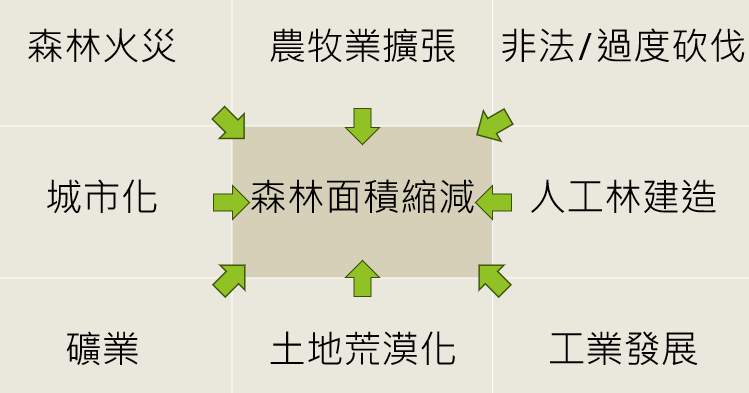 森林火災
農牧業擴張
非法/過度砍伐
城市化
森林面積縮減
人工林建造
礦業
土地荒漠化
工業發展